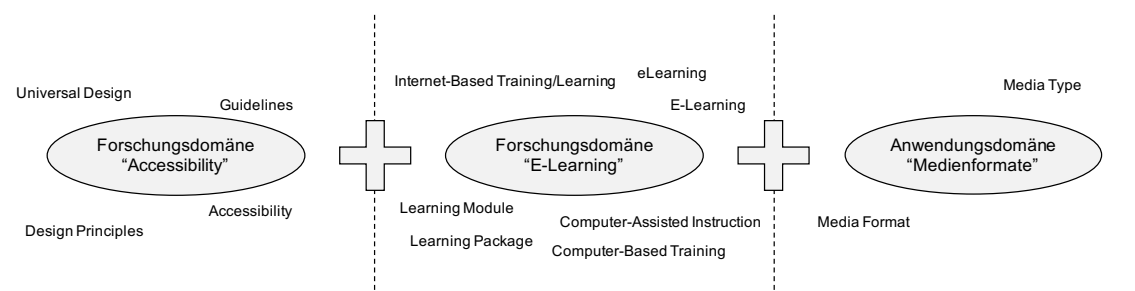 Universal Design
Guidelines
Forschungsdomäne
“Accessibility”
Accessibility
Design Principles
Internet-Based Training/Learning
eLearning
E-Learning
Forschungsdomäne
“E-Learning”
Learning Module
Computer-Assisted Instruction
Learning Package
Computer-Based Training
Media Type
Anwendungsdomäne
“Medienformate”
Media Format